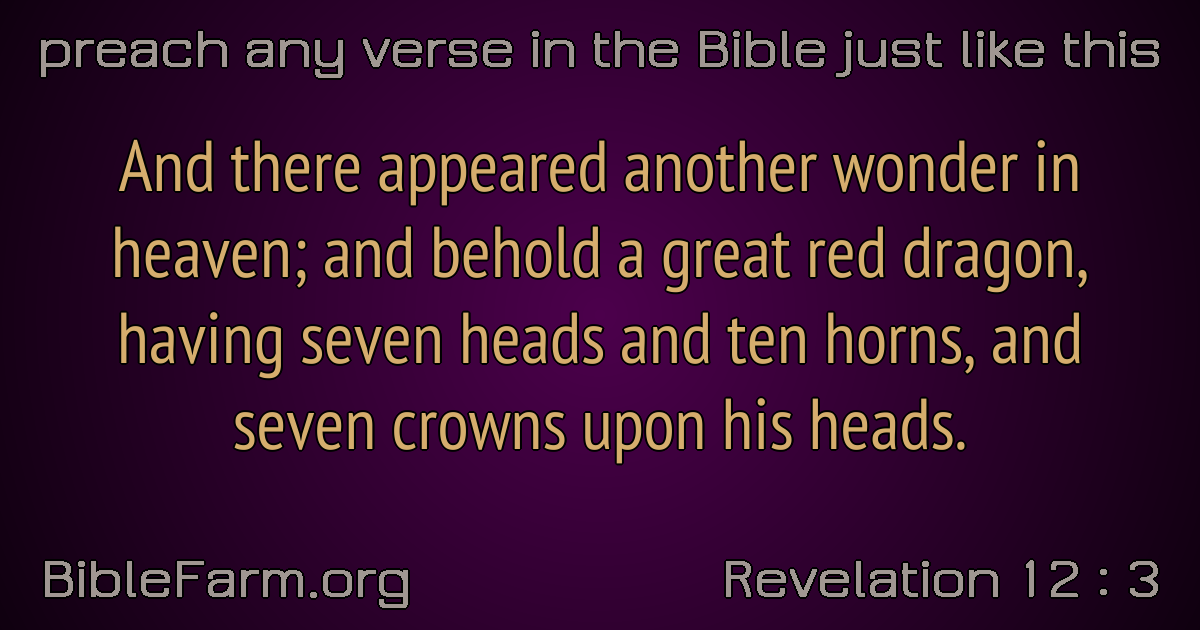 preach any verse in the Bible just like this
And there appeared another wonder in
heaven; and behold a great red dragon,
having seven heads and ten horns, and
seven crowns upon his heads.
BibleFarm.org
Revelation 12 : 3